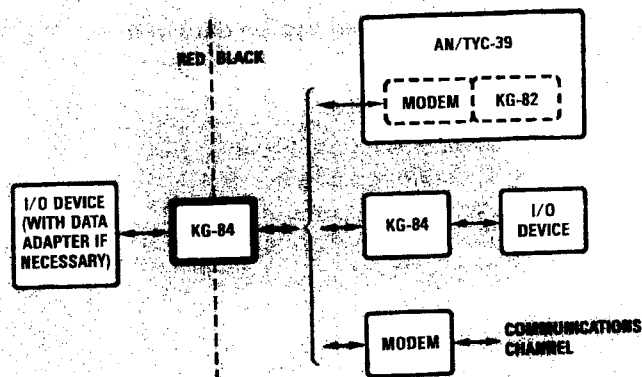 AN/TYC-39
RED BLACK
MODEM KG-82
I/O DEVICE
(WITH DATA
ADAPTER IF
NECESSARY)
KG-84
KG-84
I/O
DEVICE
MODEM
COMMUNICATIONS
CHANNEL